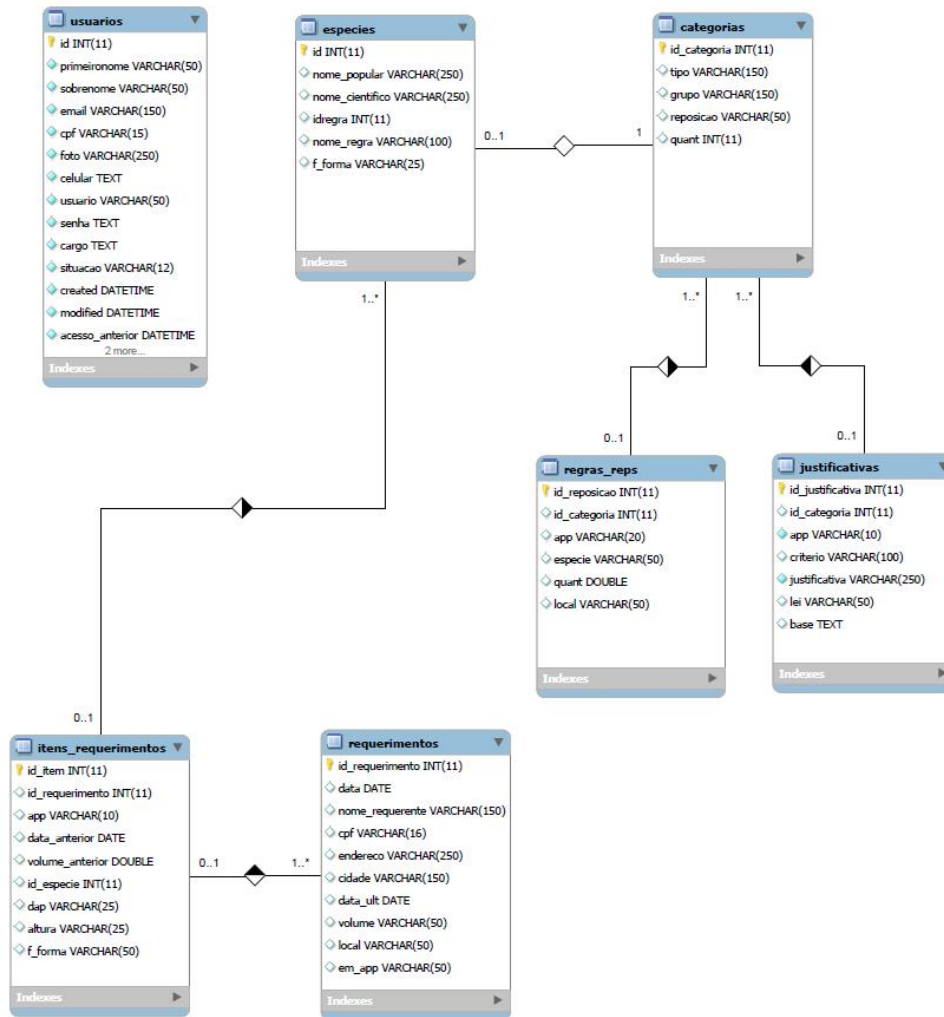 usuarios
id INT(11)
primeironome VARCHAR(50)
sobrenome VARCHAR(50)
email VARCHAR(150)
cpf VARCHAR(15)
foto VARCHAR(250)
celular TEXT
usuario VARCHAR(50)
senha TEXT
cargo TEXT
situacao VARCHAR(12)
created DATETIME
modified DATETIME
acesso_anterior DATETIME
2 more...
Indexes
especies
id INT(11)
nome_popular VARCHAR(250)
nome_cientifico VARCHAR(250)
idregra INT(11)
nome_regra VARCHAR(100)
f_forma VARCHAR(25)
Indexes
0..1
1
categorias
id_categoria INT(11)
tipo VARCHAR(150)
grupo VARCHAR(150)
reposicao VARCHAR(50)
quant INT(11)
Indexes
1..*
1..*
1..*
0..1
0..1
regras_reps
id_reposicao INT(11)
id_categoria INT(11)
app VARCHAR(20)
especie VARCHAR(50)
quant DOUBLE
local VARCHAR(50)
Indexes
justificativas
id_justificativa INT(11)
id_categoria INT(11)
app VARCHAR(10)
criterio VARCHAR(100)
justificativa VARCHAR(250)
lei VARCHAR(50)
base TEXT
Indexes
0..1
itens_requerimentos
id_item INT(11)
id_requerimento INT(11)
app VARCHAR(10)
data_anterior DATE
volume_anterior DOUBLE
id_especie INT(11)
dap VARCHAR(25)
altura VARCHAR(25)
f_forma VARCHAR(50)
Indexes
0..1
1..*
requerimentos
id_requerimento INT(11)
data DATE
nome_requerente VARCHAR(150)
cpf VARCHAR(16)
endereco VARCHAR(250)
cidade VARCHAR(150)
data_ult DATE
volume VARCHAR(50)
local VARCHAR(50)
em_app VARCHAR(50)
Indexes